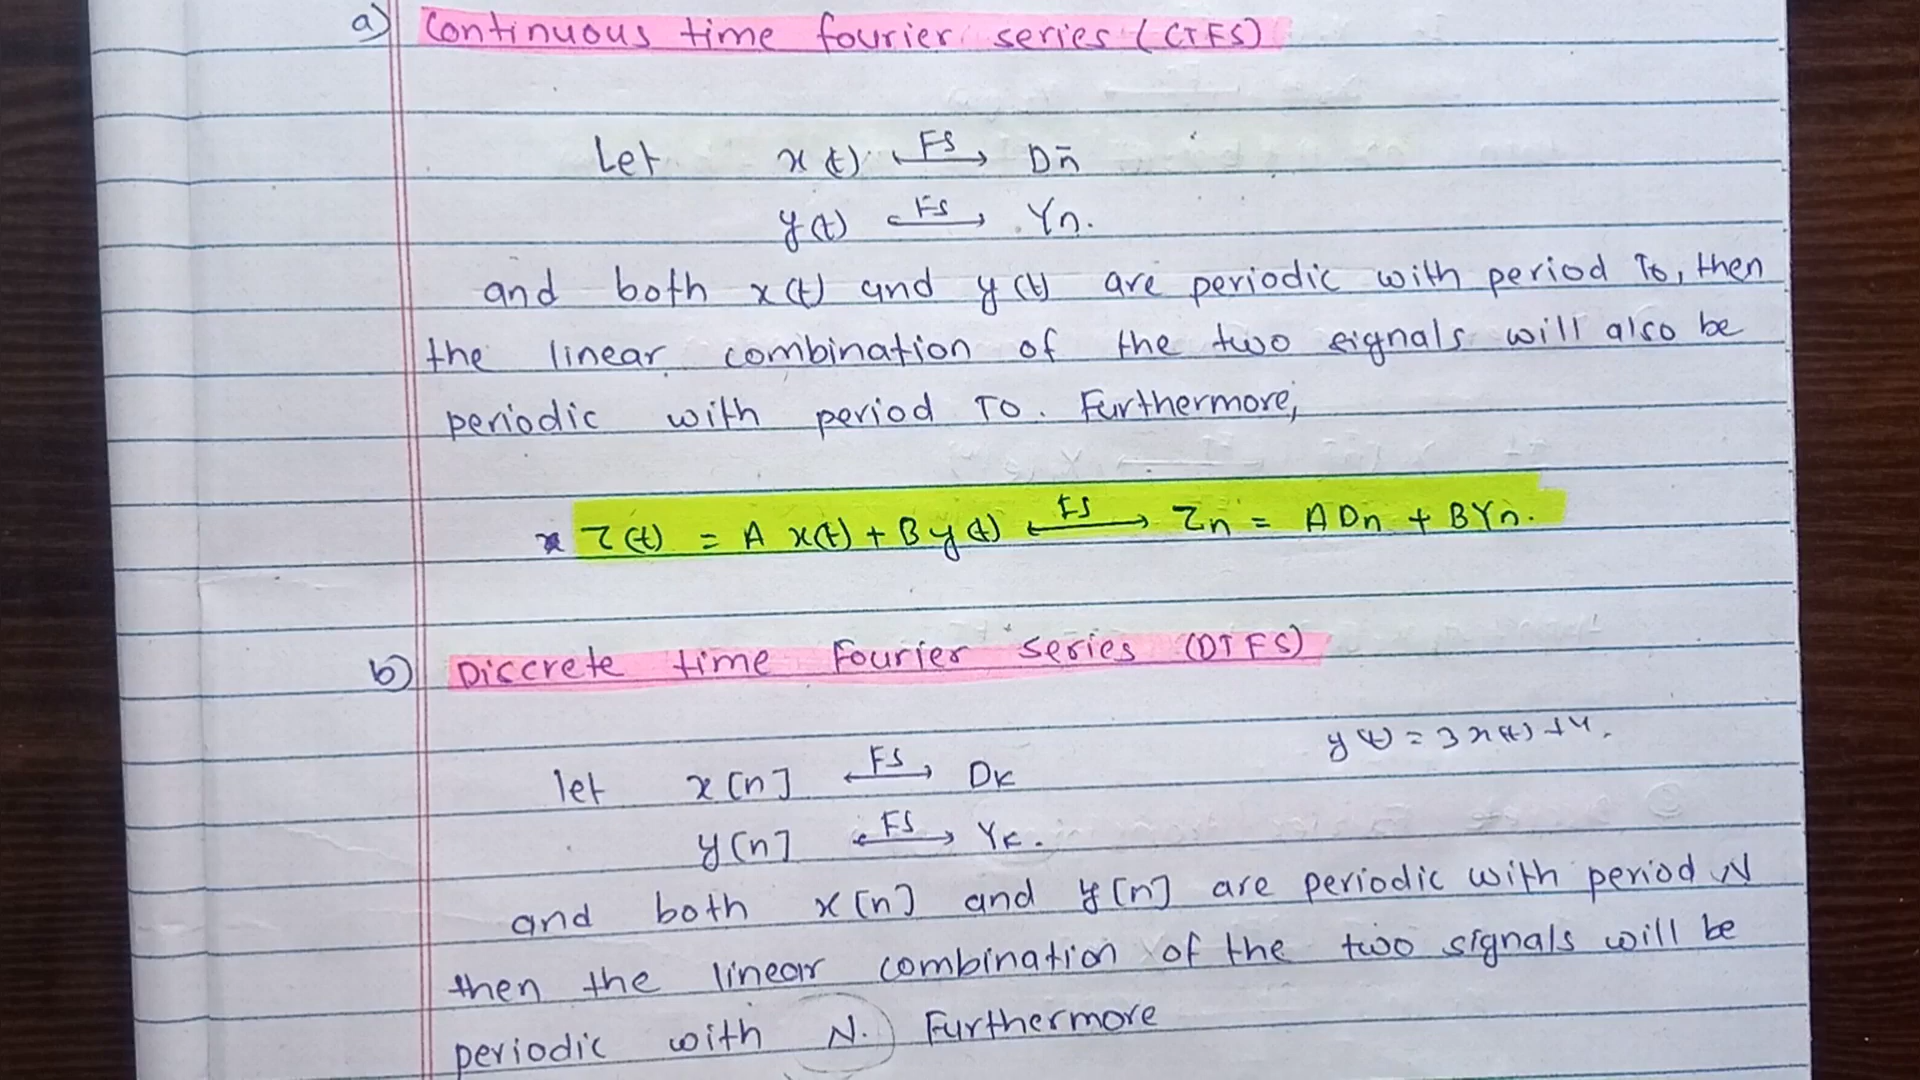 a) Continuous time fourier series (CTFS)
Let x(t) ←FS→ Dn
y(t) ←FS→ Yn.
and both x(t) and y(t) are periodic with period To, then
the linear combination of the two signals will also be
periodic with period To. Furthermore,
* Z(t) = A x(t) + B y(t) ←FS→ Zn = A Dn + B Yn.
b) Discrete time Fourier series (DTFS)
y(t) = 3x(t) + 4.
let x[n] ←FS→ Dk
y[n] ←FS→ Yk.
and both x[n] and y[n] are periodic with period N
then the linear combination of the two signals will be
periodic with N. Furthermore